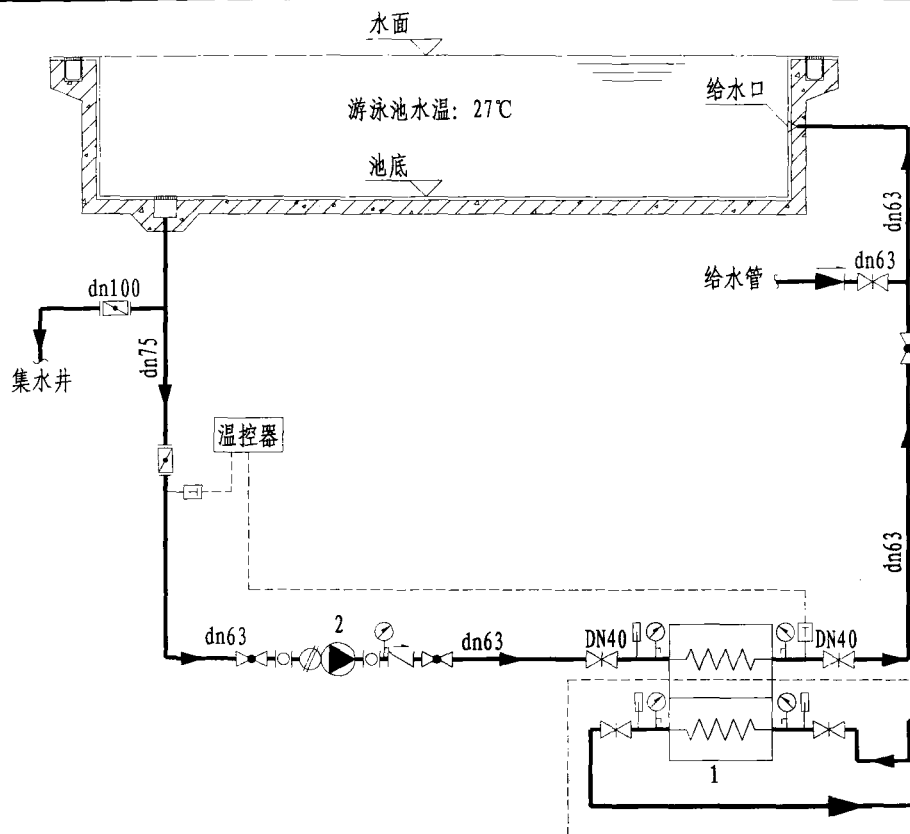 水面
给水口
游泳池水温: 27℃
池底
dn63
dn63
给水管
dn100
dn75
集水井
温控器
T
dn63
T
dn63
2
dn63
DN40
DN40
1